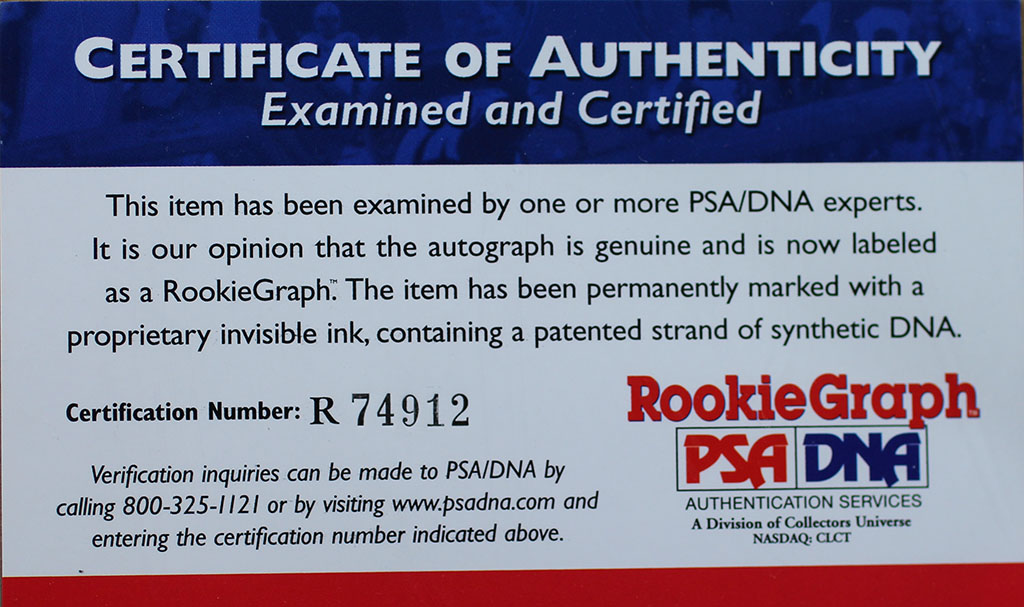 CERTIFICATE OF AUTHENTICITY
Examined and Certified
This item has been examined by one or more PSA/DNA experts.
It is our opinion that the autograph is genuine and is now labeled
as a RookieGraph.™ The item has been permanently marked with a
proprietary invisible ink, containing a patented strand of synthetic DNA.
Certification Number: R 74912
Verification inquiries can be made to PSA/DNA by
calling 800-325-1121 or by visiting www.psadna.com and
entering the certification number indicated above.
RookieGraph™
PSA DNA
AUTHENTICATION SERVICES
A Division of Collectors Universe
NASDAQ: CLCT